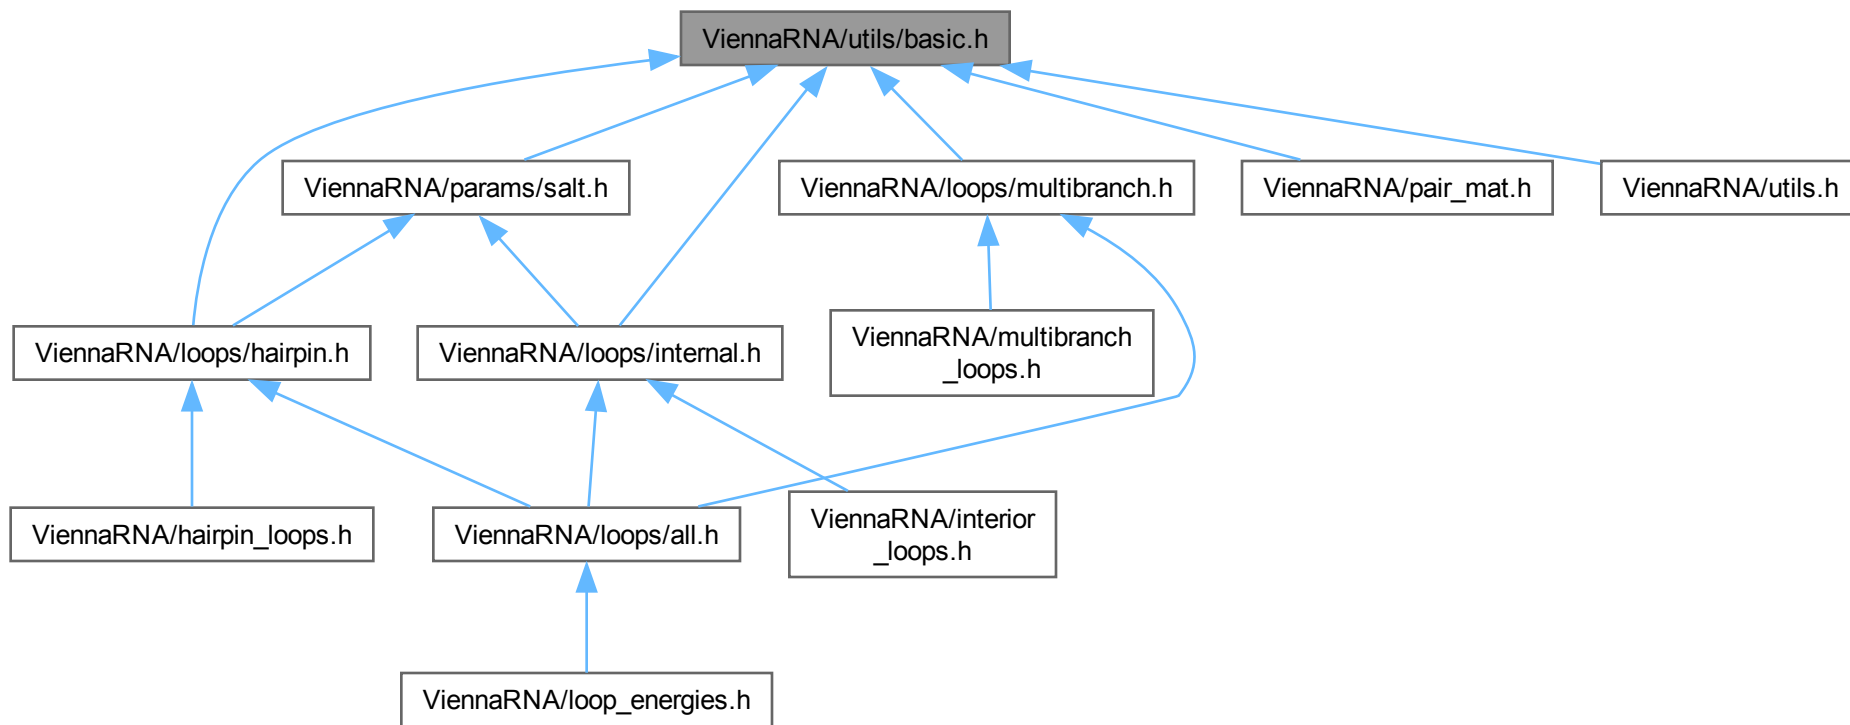 ViennaRNA/utils/basic.h
ViennaRNA/params/salt.h
ViennaRNA/loops/multibranch.h
ViennaRNA/pair_mat.h
ViennaRNA/utils.h
ViennaRNA/loops/hairpin.h
ViennaRNA/loops/internal.h
ViennaRNA/multibranch
_loops.h
ViennaRNA/hairpin_loops.h
ViennaRNA/loops/all.h
ViennaRNA/interior
_loops.h
ViennaRNA/loop_energies.h